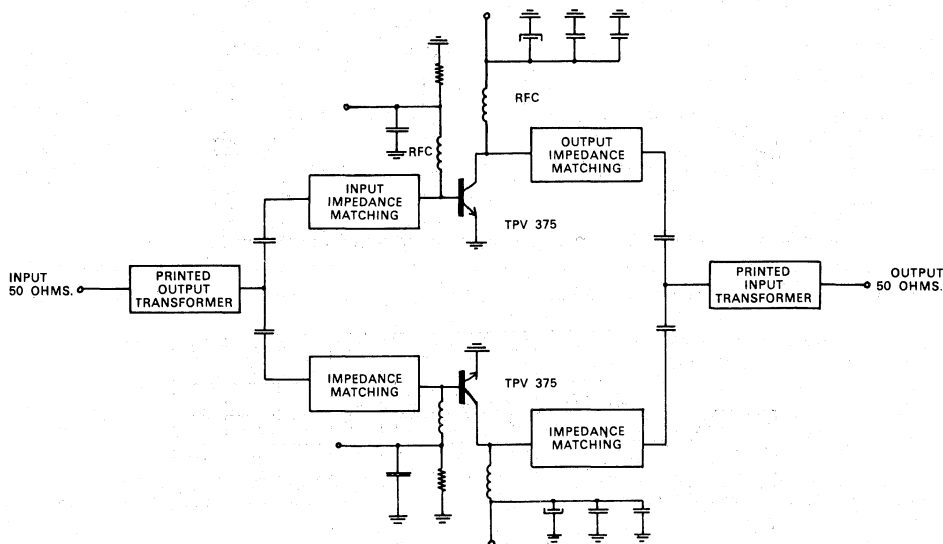 RFC
RFC
OUTPUT
IMPEDANCE
MATCHING
INPUT
IMPEDANCE
MATCHING
TPV 375
INPUT
50 OHMS.
PRINTED
OUTPUT
TRANSFORMER
PRINTED
INPUT
TRANSFORMER
OUTPUT
50 OHMS.
IMPEDANCE
MATCHING
TPV 375
IMPEDANCE
MATCHING